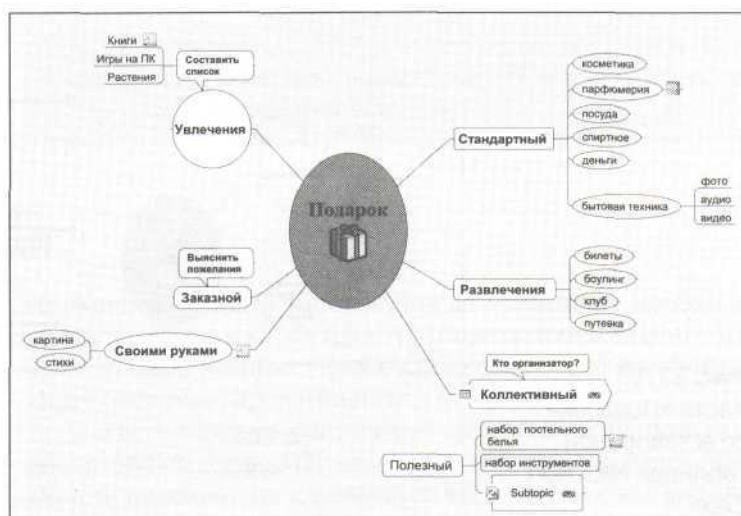 Книги
Игры на ПК
Растения
Составить
список
Увлечения
Подарок
Стандартный
косметика
парфюмерия
посуда
спиртное
деньги
бытовая техника
фото
аудио
видео
Развлечения
билеты
боулинг
клуб
путевка
Выяснить
пожелания
Заказной
Своими руками
картина
стихи
Кто организатор?
Коллективный
Полезный
набор постельного
белья
набор инструментов
Subtopic